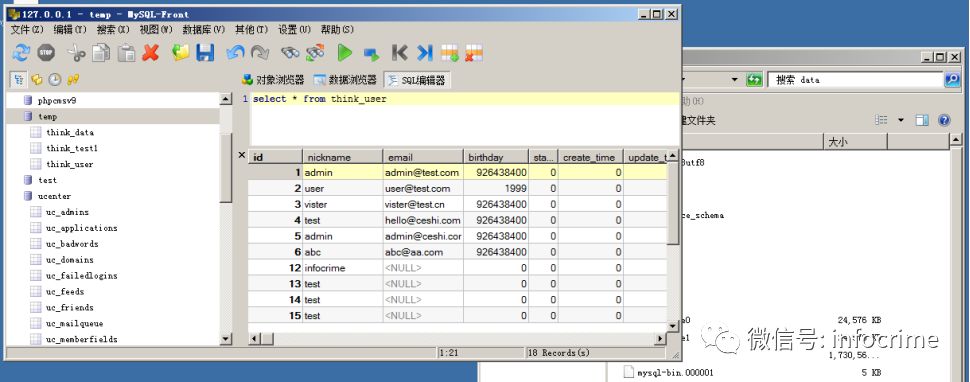 127.0.0.1 - temp - MySQL-Front
文件(Z) 编辑(Y) 搜索(X) 视图(W) 数据库(V) 其他(T) 设置(U) 帮助(S)
STOP
对象浏览器 数据浏览器 SQL编辑器
phpcmsv9
temp
think_data
think_test1
think_user
test
ucenter
uc_admins
uc_applications
uc_badwords
uc_domains
uc_failedlogins
uc_feeds
uc_friends
uc_mailqueue
uc_memberfields
1 select * from think_user
id nickname email birthday sta... create_time update_t
1 admin admin@test.com 926438400 0 0
2 user user@test.com 1999 0 0
3 vister vister@test.cn 926438400 0 0
4 test hello@ceshi.com 926438400 0 0
5 admin admin@ceshi.cor 926438400 0 0
6 abc abc@aa.com 926438400 0 0
12 infocrime <NULL> 0 0 0
13 test <NULL> 0 0 0
14 test <NULL> 0 0 0
15 test <NULL> 0 0 0
1:21 18 Records(s)
搜索 data
助(H)
建文件夹
大小
utf8
ce_schema
e0 24,576 KB
e1
1,730,56...
mysql-bin.000001 5 KB
微信号: infocrime